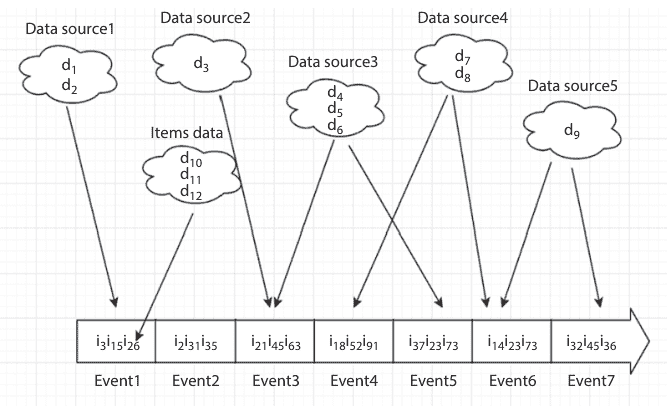 Data source1
Data source2
Data source3
Data source4
Data source5
Items data
d₁
d₂
d₃
d₄
d₅
d₆
d₇
d₈
d₉
d₁₀
d₁₁
d₁₂
i₃i₁₅i₂₆
i₂i₃₁i₃₅
i₂₁i₄₅i₆₃
i₁₈i₅₂i₉₁
i₃₇i₂₃i₇₃
i₁₄i₂₃i₇₃
i₃₂i₄₅i₃₆
Event1
Event2
Event3
Event4
Event5
Event6
Event7